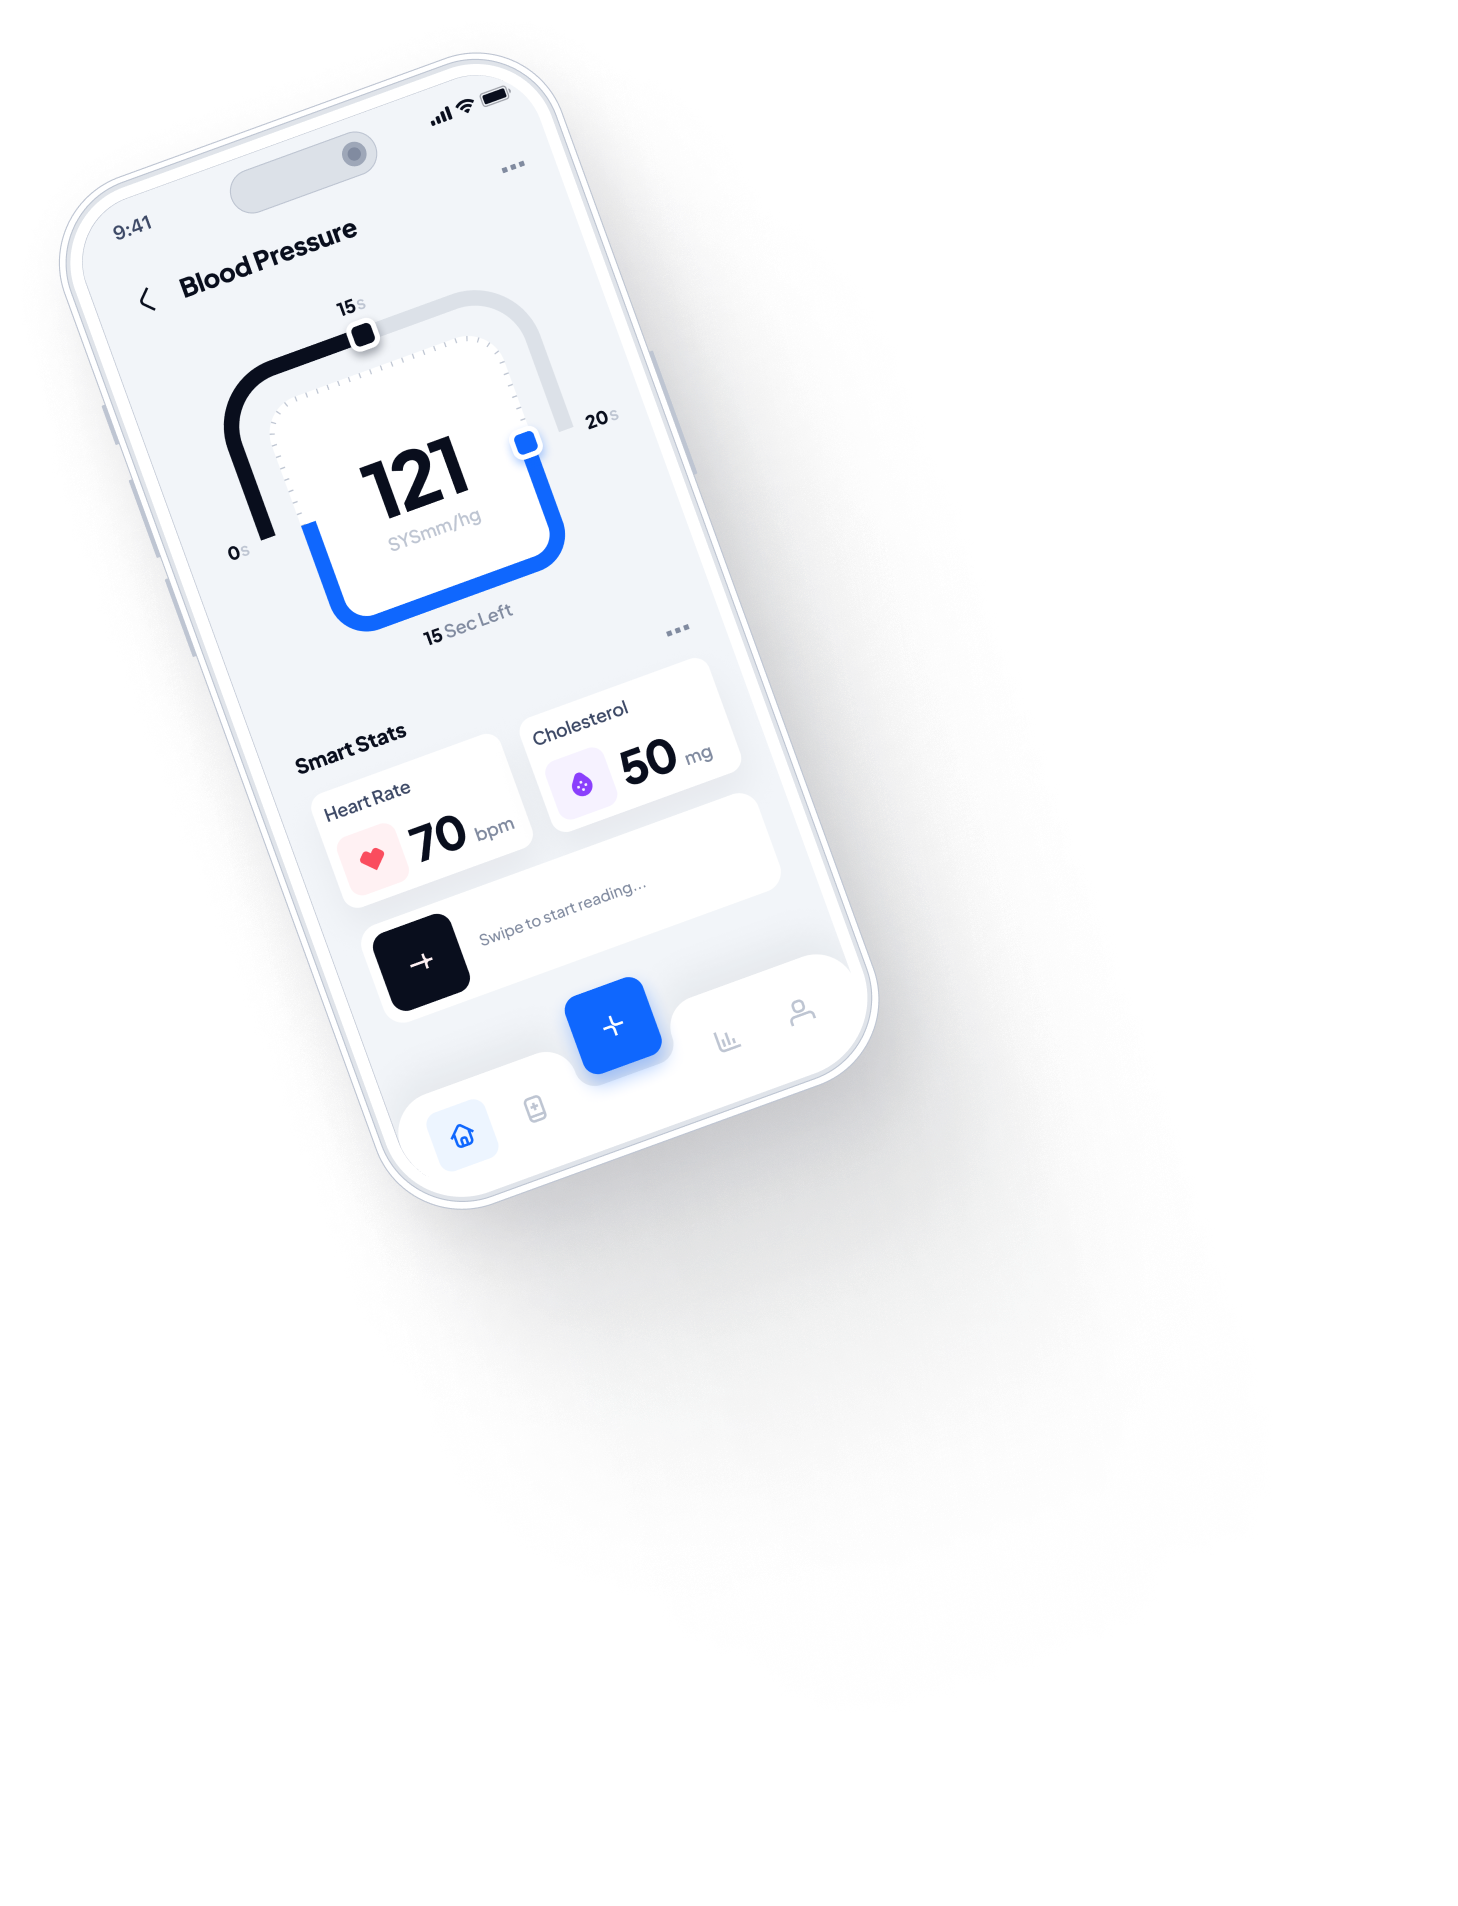 9:41
Blood Pressure
15s
20s
121
SYSmm/hg
0s
15 Sec Left
Smart Stats
Heart Rate
70 bpm
Cholesterol
50 mg
Swipe to start reading...